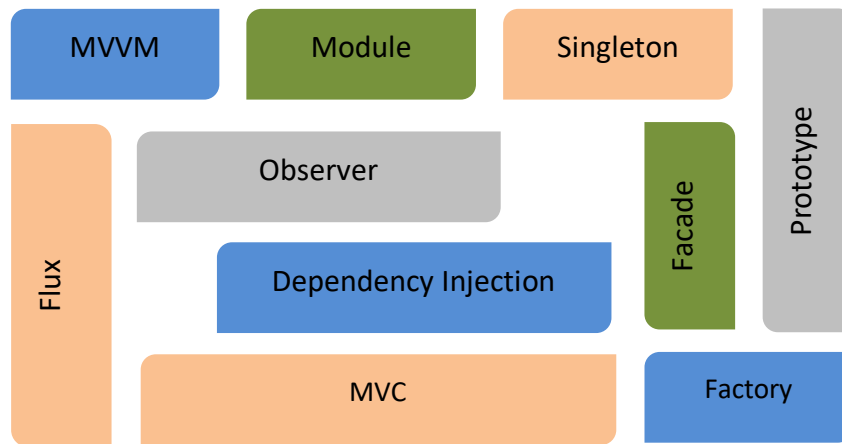 MVVM
Module
Singleton
Prototype
Flux
Observer
Facade
Dependency Injection
MVC
Factory